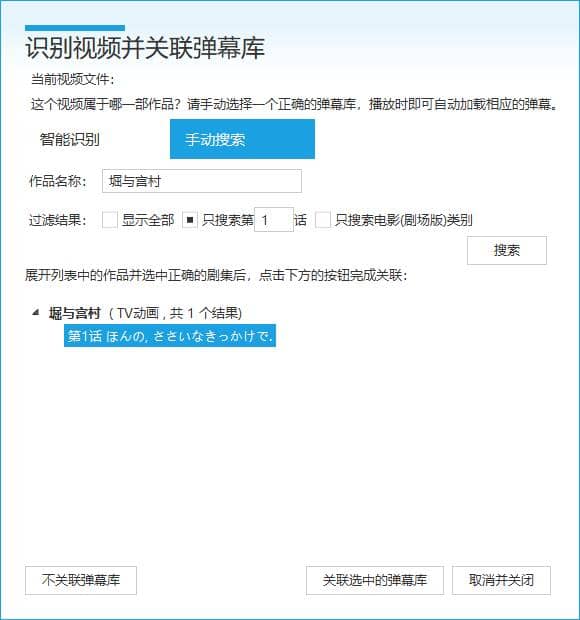 识别视频并关联弹幕库
当前视频文件：
这个视频属于哪一部作品？请手动选择一个正确的弹幕库，播放时即可自动加载相应的弹幕。
智能识别 手动搜索
作品名称： 堀与宫村
过滤结果： 显示全部 只搜索第 1 话 只搜索电影(剧场版)类别
搜索
展开列表中的作品并选中正确的剧集后，点击下方的按钮完成关联：
堀与宫村 ( TV动画 , 共 1 个结果)
第1话 ほんの, ささいなきっかけで.
不关联弹幕库 关联选中的弹幕库 取消并关闭